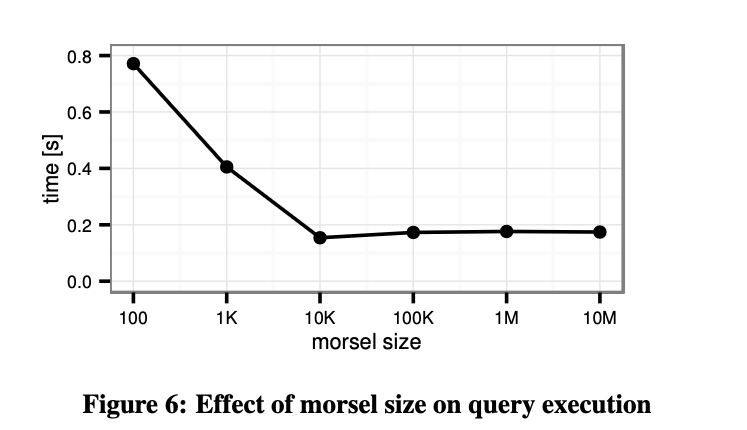 0.8
0.6
0.4
0.2
0.0
time [s]
100 1K 10K 100K 1M 10M
morsel size
Figure 6: Effect of morsel size on query execution